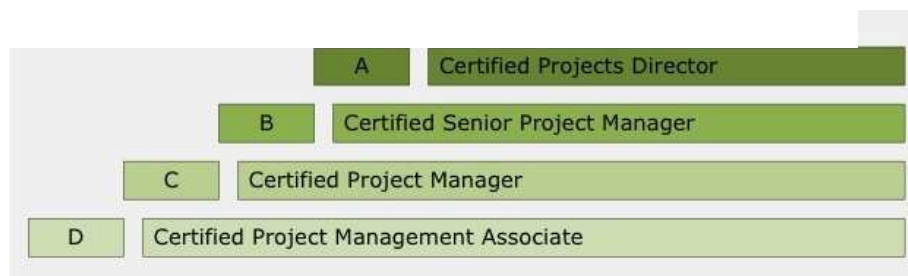 A Certified Projects Director
B Certified Senior Project Manager
C Certified Project Manager
D Certified Project Management Associate